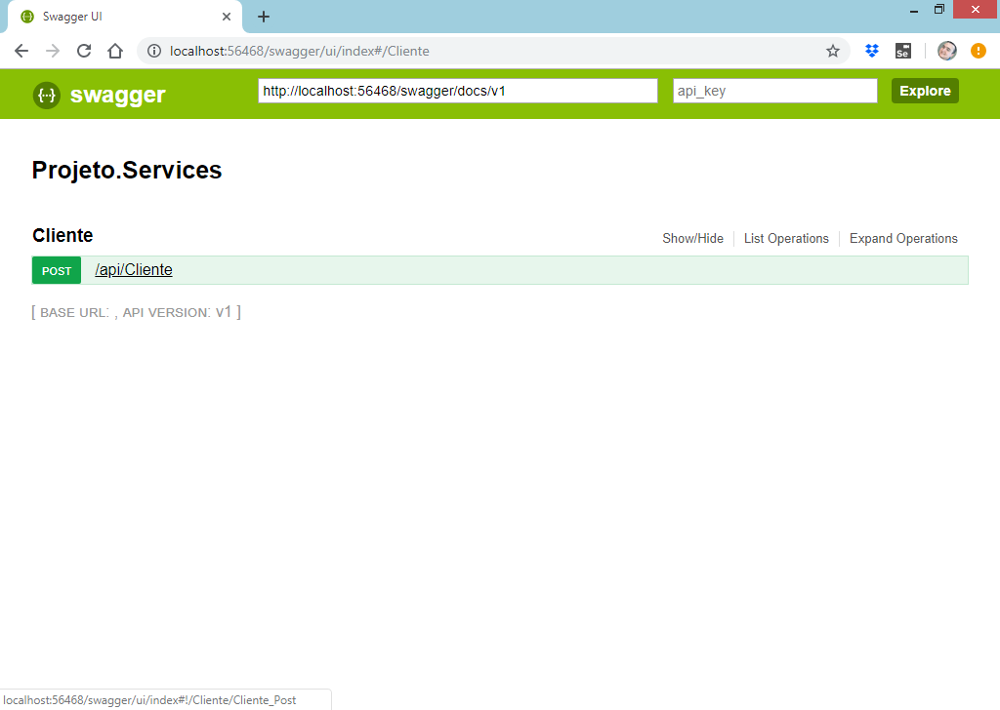 Swagger UI
localhost:56468/swagger/ui/index#/Cliente
Se
{··} swagger
http://localhost:56468/swagger/docs/v1
api_key
Explore
Projeto.Services
Cliente
Show/Hide
List Operations
Expand Operations
POST
/api/Cliente
[ BASE URL: , API VERSION: v1 ]
localhost:56468/swagger/ui/index#!/Cliente/Cliente_Post